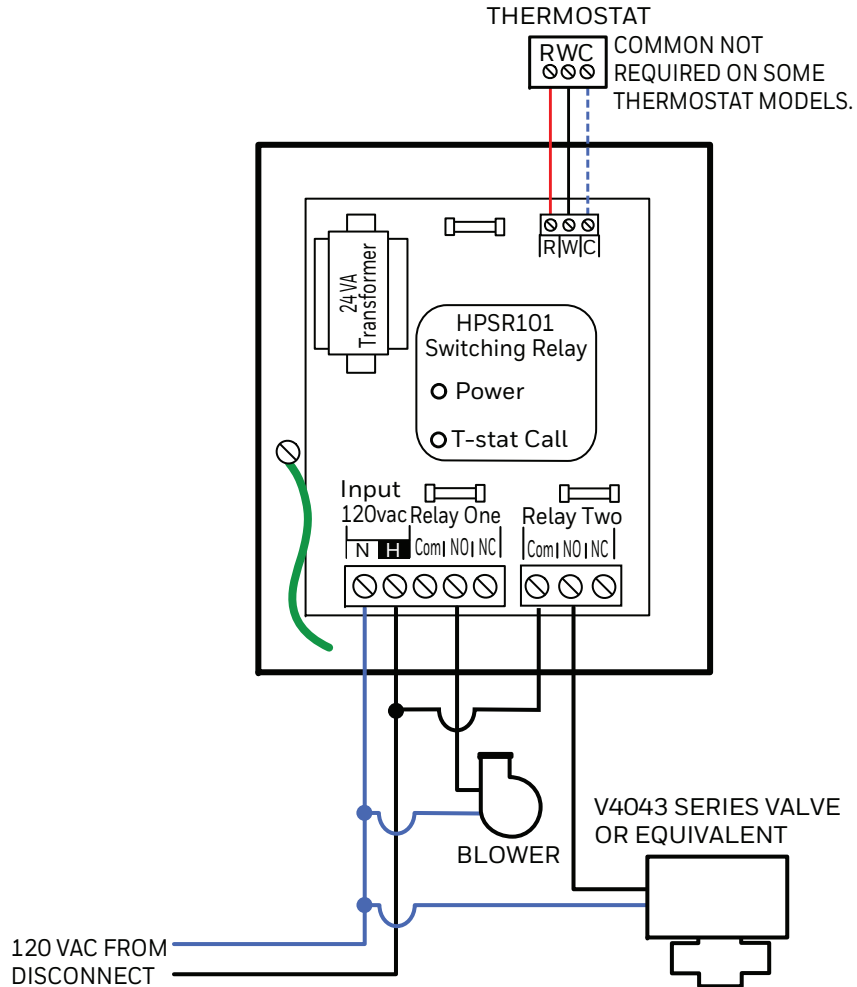 THERMOSTAT
RWC
COMMON NOT
REQUIRED ON SOME
THERMOSTAT MODELS.
R W C
24 VA
Transformer
HPSR101
Switching Relay
Power
T-stat Call
Input
120vac Relay One Relay Two
N H Com NO NC Com NO NC
BLOWER
V4043 SERIES VALVE
OR EQUIVALENT
120 VAC FROM
DISCONNECT